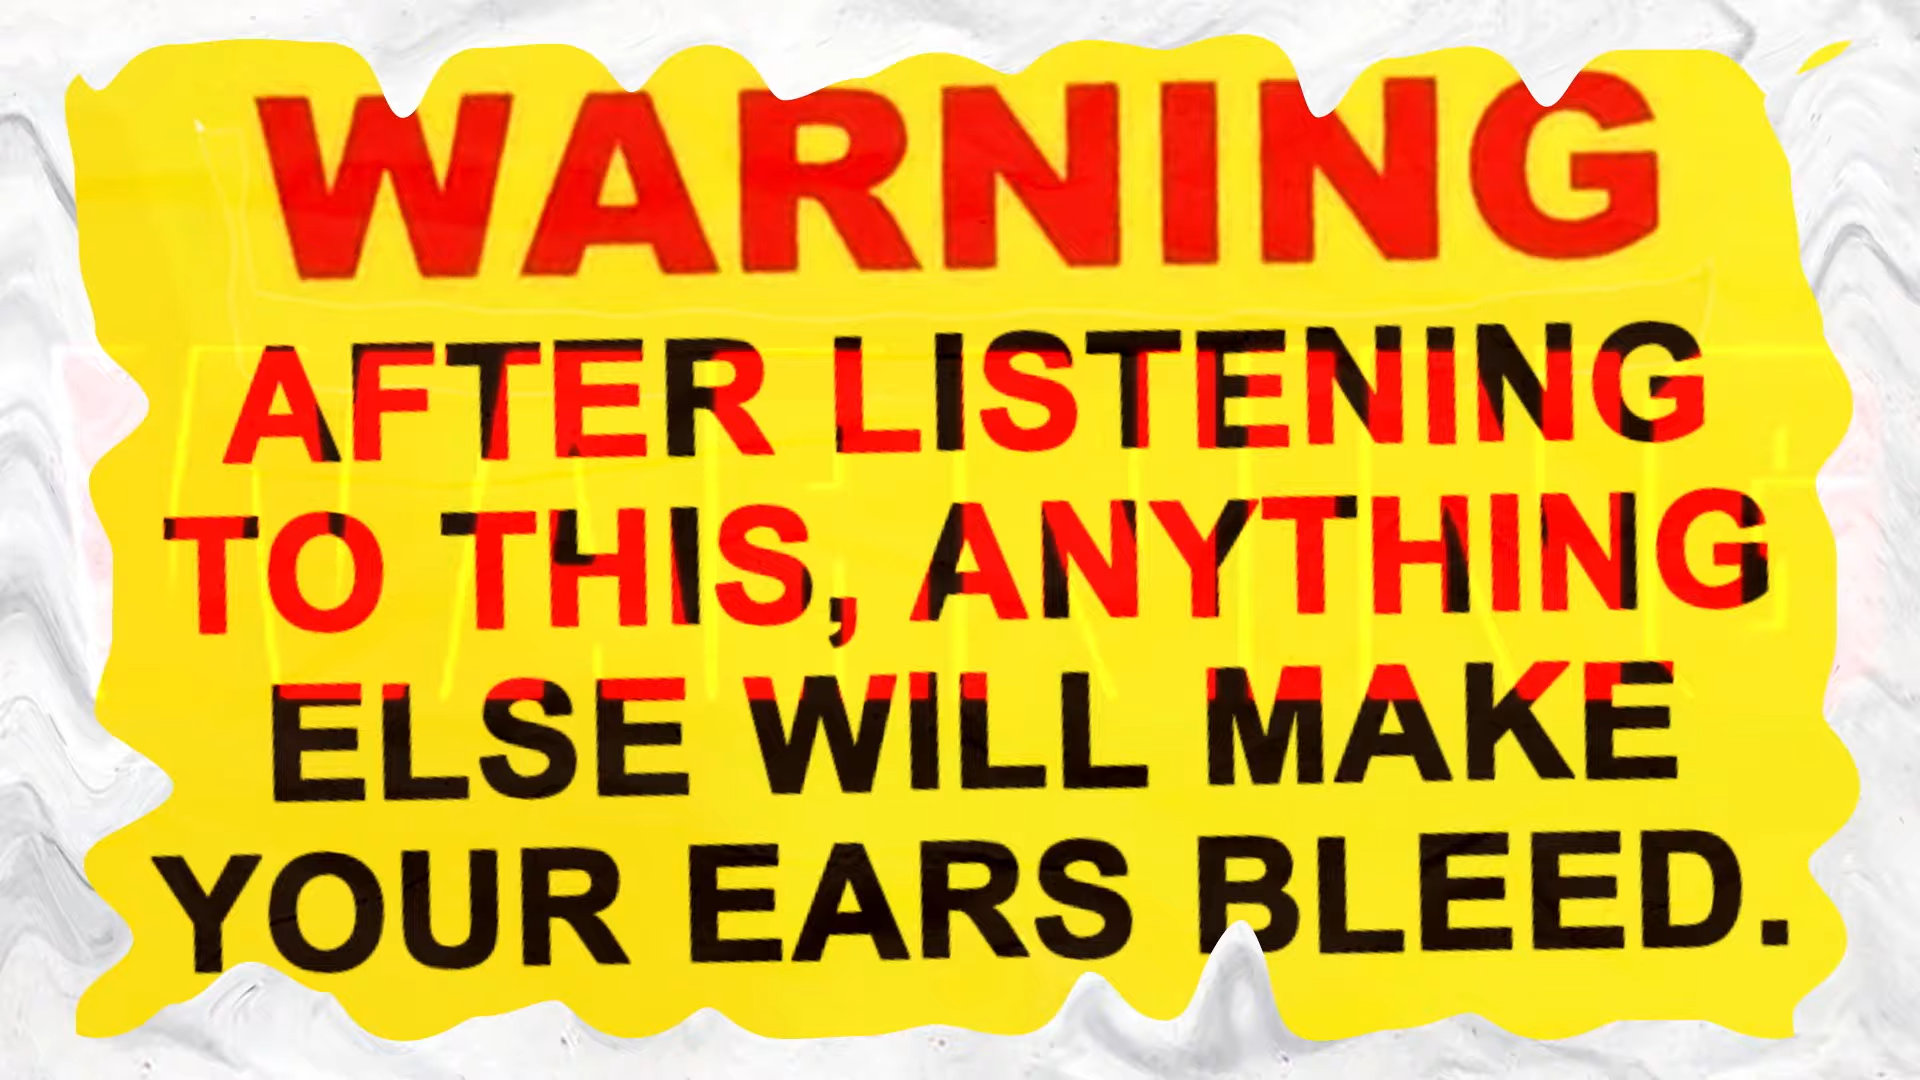 WARNING
AFTER LISTENING
TO THIS, ANYTHING
ELSE WILL MAKE
YOUR EARS BLEED.